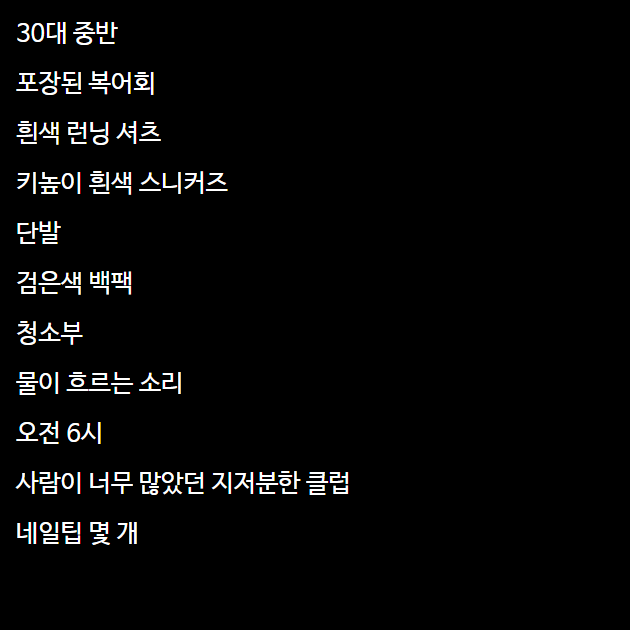 30대 중반
포장된 복어회
흰색 런닝 셔츠
키높이 흰색 스니커즈
단발
검은색 백팩
청소부
물이 흐르는 소리
오전 6시
사람이 너무 많았던 지저분한 클럽
네일팁 몇 개